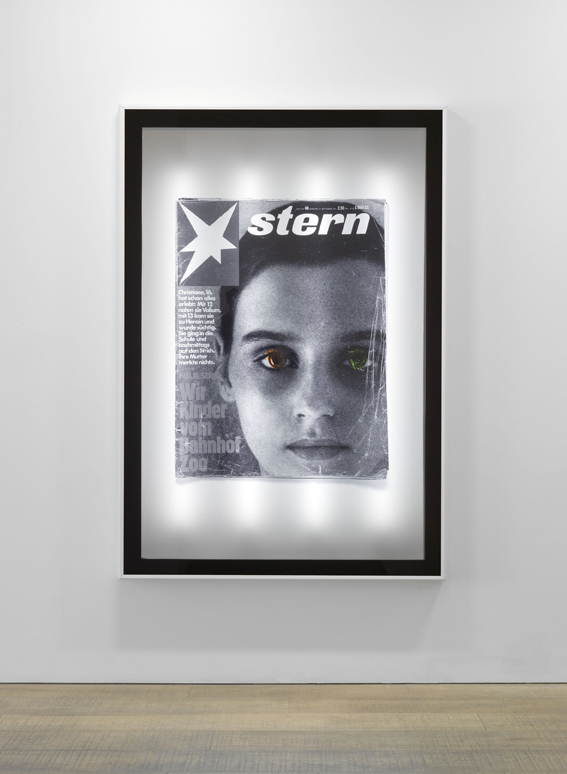 stern
Christiane, 16,
hat schon alles
erlebt: Mit 12
nahm sie Valium,
mit 13 kam sie
zu Heroin und
wurde süchtig.
Sie ging in die
Schule und
nachmittags
auf den Strich.
Ihre Mutter
merkte nichts.
Wir
Kinder
vom
Bahnhof
Zoo